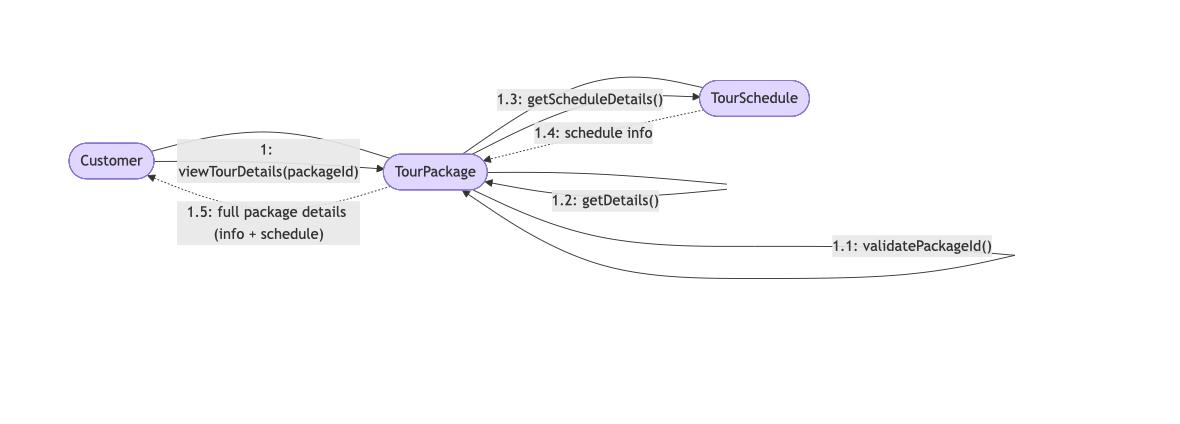 1.3: getScheduleDetails()
TourSchedule
1.4: schedule info
Customer
1:
viewTourDetails(packageId)
TourPackage
1.2: getDetails()
1.5: full package details
(info + schedule)
1.1: validatePackageId()